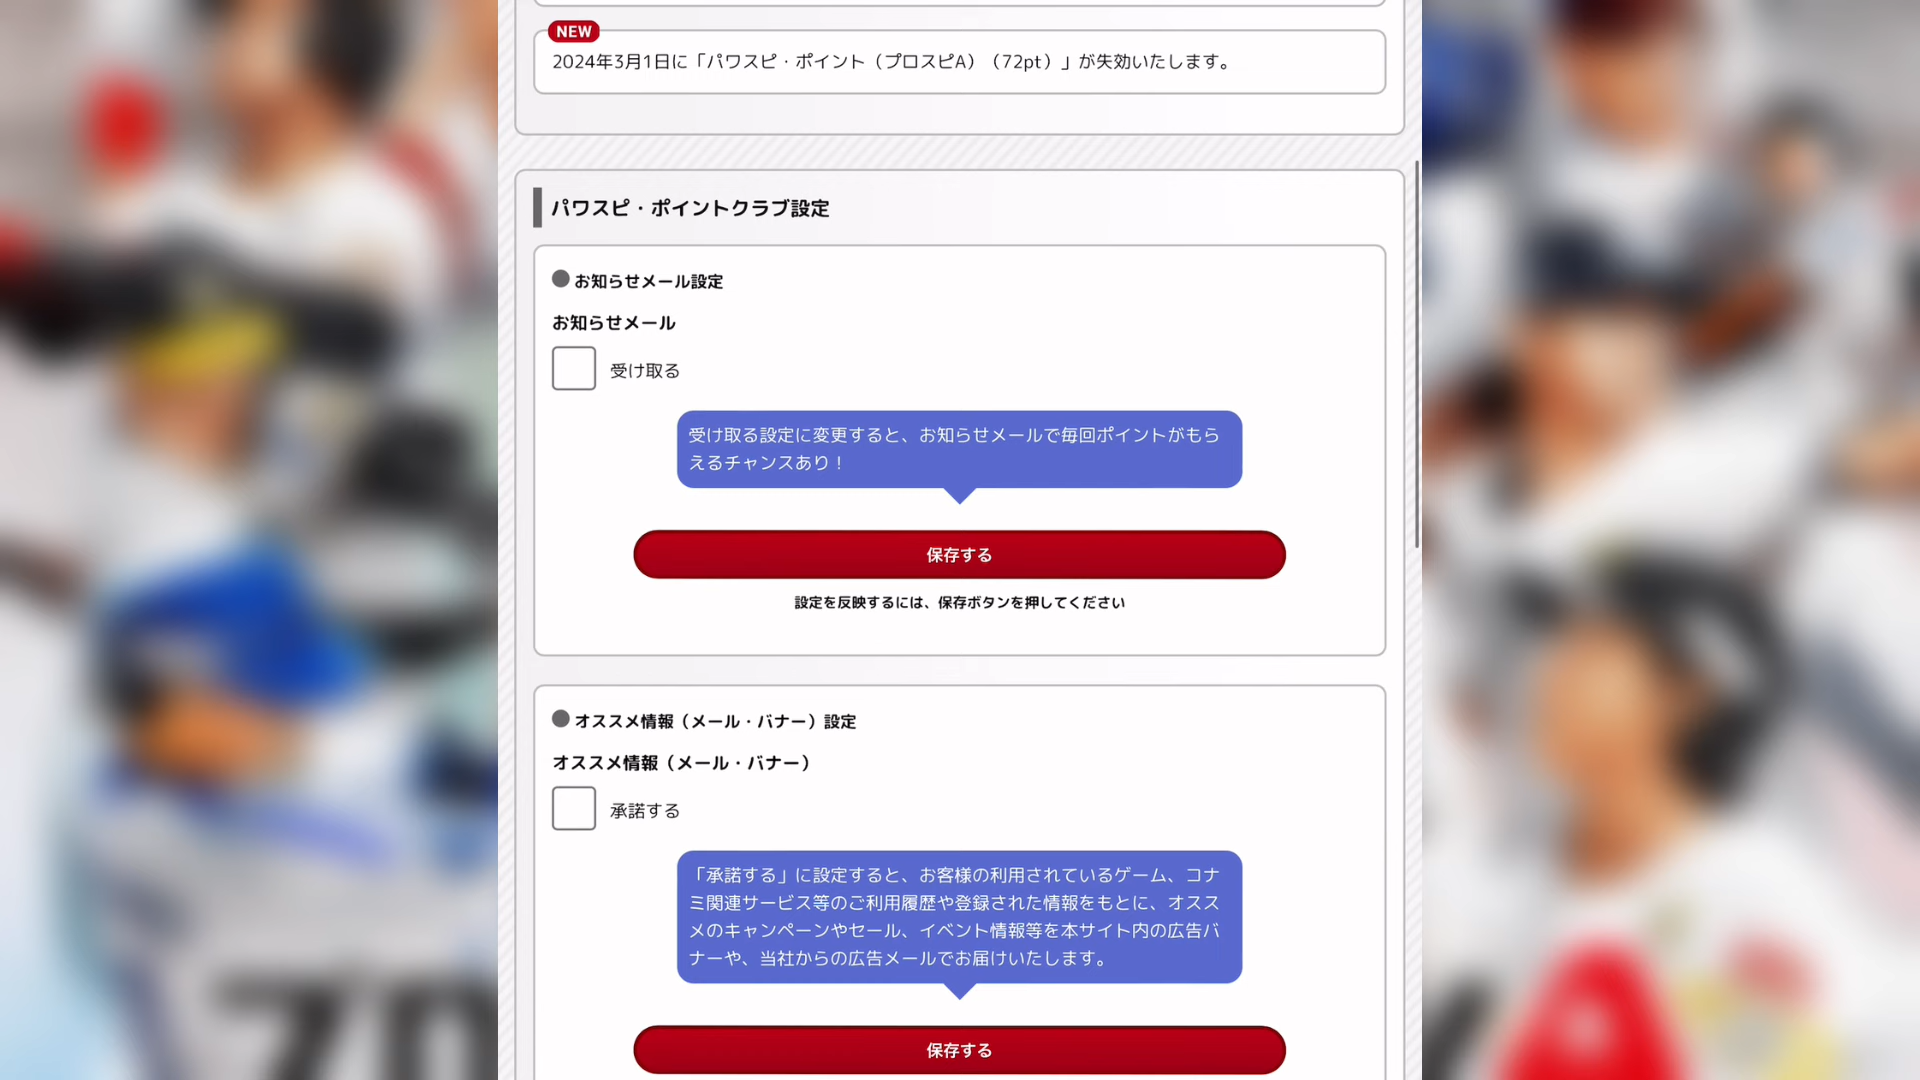 NEW
2024年3月1日に「パワスピ・ポイント（プロスピA）（72pt）」が失効いたします。
パワスピ・ポイントクラブ設定
お知らせメール設定
お知らせメール
受け取る
受け取る設定に変更すると、お知らせメールで毎回ポイントがもら
えるチャンスあり！
保存する
設定を反映するには、保存ボタンを押してください
オススメ情報（メール・バナー）設定
オススメ情報（メール・バナー）
承諾する
「承諾する」に設定すると、お客様の利用されているゲーム、コナ
ミ関連サービス等のご利用履歴や登録された情報をもとに、オスス
メのキャンペーンやセール、イベント情報等を本サイト内の広告バ
ナーや、当社からの広告メールでお届けいたします。
保存する